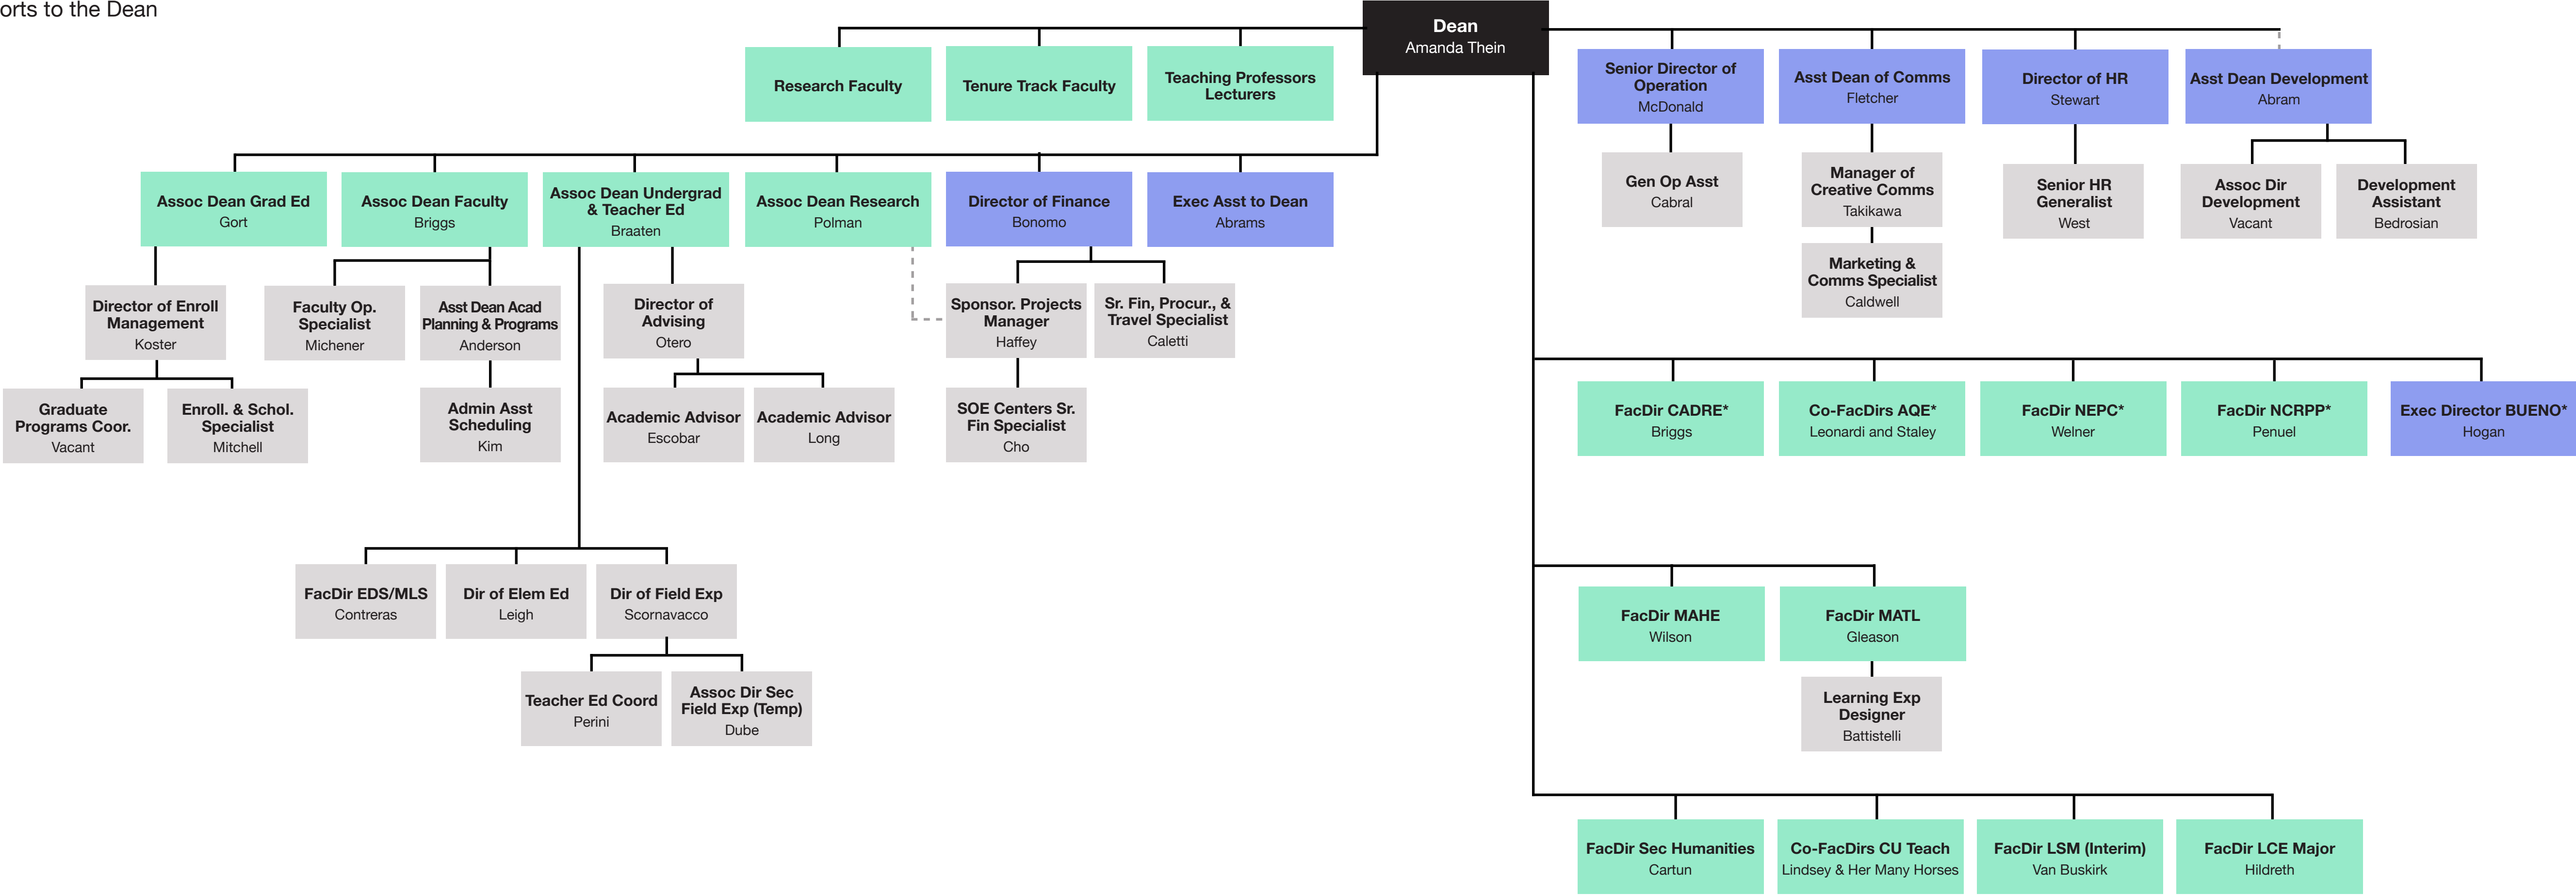 orts to the Dean
Dean
Amanda Thein
Research Faculty
Tenure Track Faculty
Teaching Professors
Lecturers
Senior Director of
Operation
McDonald
Asst Dean of Comms
Fletcher
Director of HR
Stewart
Asst Dean Development
Abram
Gen Op Asst
Cabral
Manager of
Creative Comms
Takikawa
Senior HR
Generalist
West
Assoc Dir
Development
Vacant
Development
Assistant
Bedrosian
Marketing &
Comms Specialist
Caldwell
Assoc Dean Grad Ed
Gort
Assoc Dean Faculty
Briggs
Assoc Dean Undergrad
& Teacher Ed
Braaten
Assoc Dean Research
Polman
Director of Finance
Bonomo
Exec Asst to Dean
Abrams
Director of Enroll
Management
Koster
Faculty Op.
Specialist
Michener
Asst Dean Acad
Planning & Programs
Anderson
Director of
Advising
Otero
Sponsor. Projects
Manager
Haffey
Sr. Fin, Procur., &
Travel Specialist
Caletti
Graduate
Programs Coor.
Vacant
Enroll. & Schol.
Specialist
Mitchell
Admin Asst
Scheduling
Kim
Academic Advisor
Escobar
Academic Advisor
Long
SOE Centers Sr.
Fin Specialist
Cho
FacDir CADRE*
Briggs
Co-FacDirs AQE*
Leonardi and Staley
FacDir NEPC*
Welner
FacDir NCRPP*
Penuel
Exec Director BUENO*
Hogan
FacDir EDS/MLS
Contreras
Dir of Elem Ed
Leigh
Dir of Field Exp
Scornavacco
FacDir MAHE
Wilson
FacDir MATL
Gleason
Teacher Ed Coord
Perini
Assoc Dir Sec
Field Exp (Temp)
Dube
Learning Exp
Designer
Battistelli
FacDir Sec Humanities
Cartun
Co-FacDirs CU Teach
Lindsey & Her Many Horses
FacDir LSM (Interim)
Van Buskirk
FacDir LCE Major
Hildreth